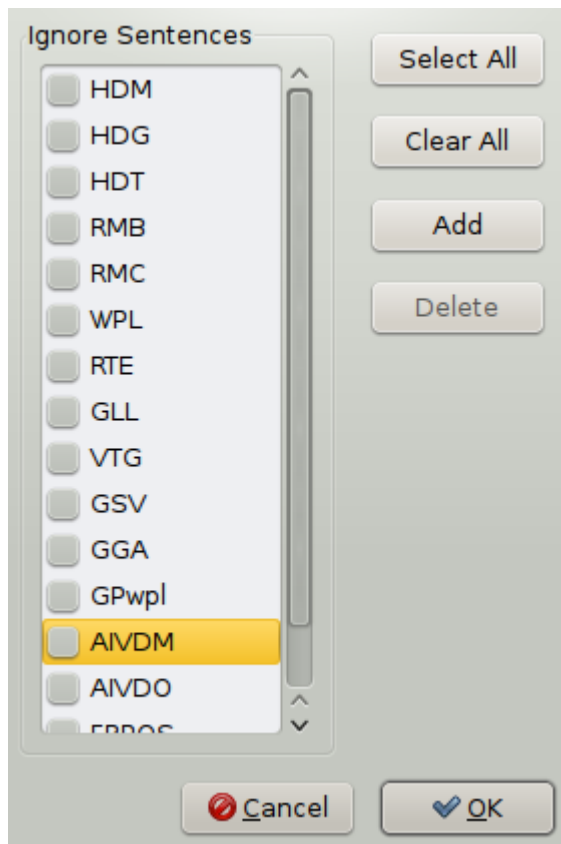 Ignore Sentences
HDM
HDG
HDT
RMB
RMC
WPL
RTE
GLL
VTG
GSV
GGA
GPwpl
AIVDM
AIVDO
Select All
Clear All
Add
Delete
Cancel
OK